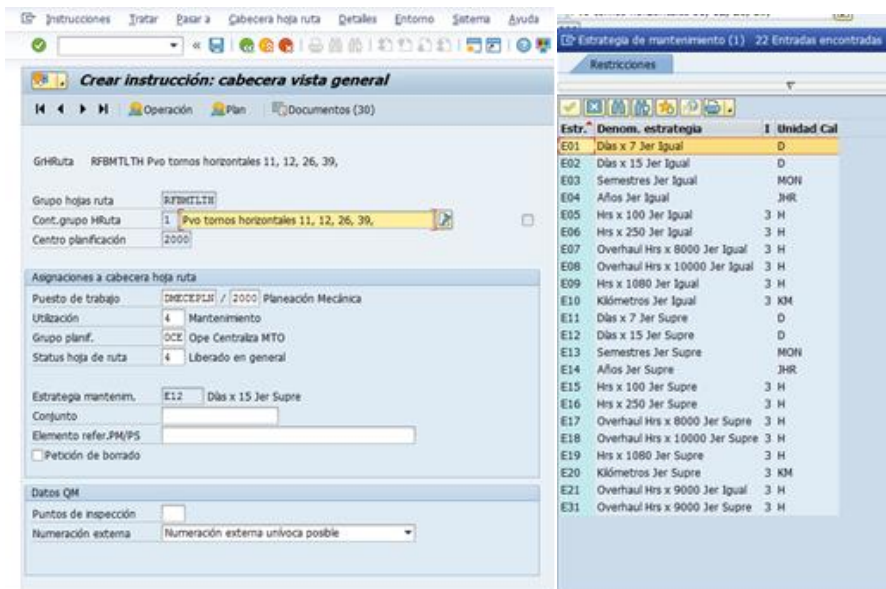 Instrucciones Tratar Pasar a Cabecera hoja ruta Detalles Entorno Sistema Ayuda
Crear instrucción: cabecera vista general
Operación Plan Documentos (30)
GrHRuta RFBMTLTH Pvo tornos horizontales 11, 12, 26, 39,
Grupo hojas ruta RFBMTLTH
Cont.grupo HRuta 1 Pvo tornos horizontales 11, 12, 26, 39,
Centro planificación 2000
Asignaciones a cabecera hoja ruta
Puesto de trabajo DMECEPLN / 2000 Planeación Mecánica
Utilización 4 Mantenimiento
Grupo planif. OCE Ope Centraliza MTO
Status hoja de ruta 4 Liberado en general
Estrategia mantenim. E12 Días x 15 Jer Supre
Conjunto
Elemento refer.PM/PS
Petición de borrado
Datos QM
Puntos de inspección
Numeración externa Numeración externa unívoca posible
Estrategia de mantenimiento (1) 22 Entradas encontradas
Restricciones
Estr. Denom. estrategia I Unidad Cal
E01 Días x 7 Jer Igual D
E02 Días x 15 Jer Igual D
E03 Semestres Jer Igual MON
E04 Años Jer Igual JHR
E05 Hrs x 100 Jer Igual 3 H
E06 Hrs x 250 Jer Igual 3 H
E07 Overhaul Hrs x 8000 Jer Igual 3 H
E08 Overhaul Hrs x 10000 Jer Igual 3 H
E09 Hrs x 1080 Jer Igual 3 H
E10 Kilómetros Jer Igual 3 KM
E11 Días x 7 Jer Supre D
E12 Días x 15 Jer Supre D
E13 Semestres Jer Supre MON
E14 Años Jer Supre JHR
E15 Hrs x 100 Jer Supre 3 H
E16 Hrs x 250 Jer Supre 3 H
E17 Overhaul Hrs x 8000 Jer Supre 3 H
E18 Overhaul Hrs x 10000 Jer Supre 3 H
E19 Hrs x 1080 Jer Supre 3 H
E20 Kilómetros Jer Supre 3 KM
E21 Overhaul Hrs x 9000 Jer Igual 3 H
E31 Overhaul Hrs x 9000 Jer Supre 3 H